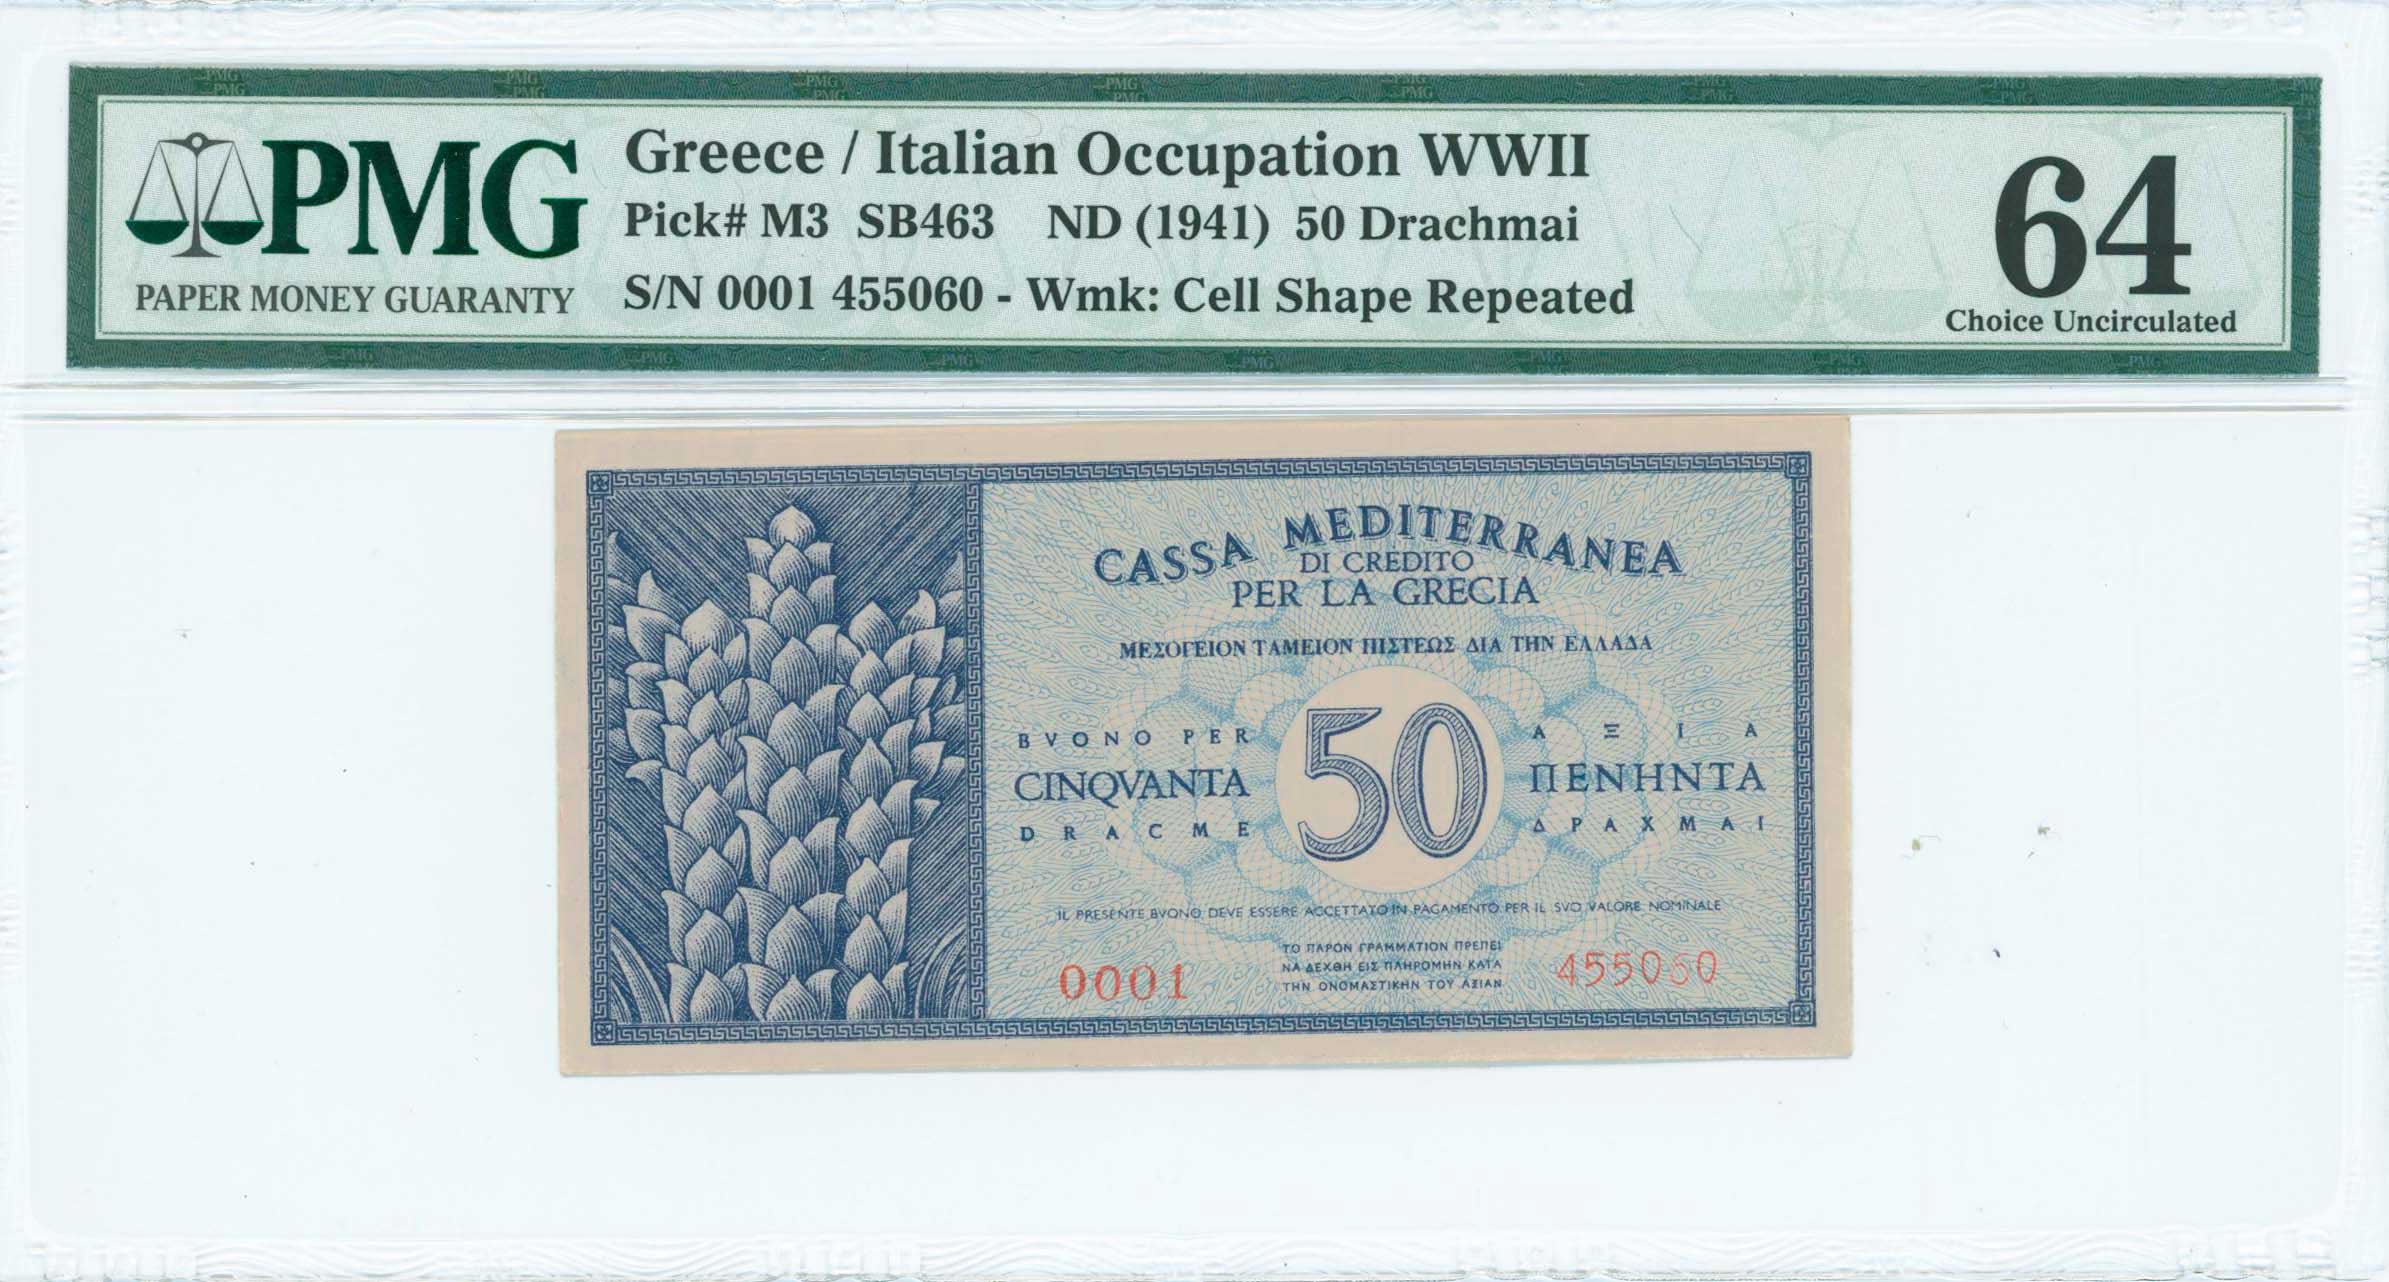 PMG
PAPER MONEY GUARANTY
Greece / Italian Occupation WWII
Pick# M3 SB463 ND (1941) 50 Drachmai
S/N 0001 455060 - Wmk: Cell Shape Repeated
64
Choice Uncirculated
CASSA MEDITERRANEA
DI CREDITO
PER LA GRECIA
ΜΕΣΟΓΕΙΟΝ ΤΑΜΕΙΟΝ ΠΙΣΤΕΩΣ ΔΙΑ ΤΗΝ ΕΛΛΑΔΑ
BVONO PER
CINQVANTA
DRACME
50
ΑΞΙΑ
ΠΕΝΗΝΤΑ
ΔΡΑΧΜΑΙ
IL PRESENTE BVONO DEVE ESSERE ACCETTATO IN PAGAMENTO PER IL SVO VALORE NOMINALE
ΤΟ ΠΑΡΟΝ ΓΡΑΜΜΑΤΙΟΝ ΠΡΕΠΕΙ
ΝΑ ΔΕΧΘΗ ΕΙΣ ΠΛΗΡΟΜΗΝ ΚΑΤΑ
ΤΗΝ ΟΝΟΜΑΣΤΙΚΗΝ ΤΟΥ ΑΞΙΑΝ
0001
455060